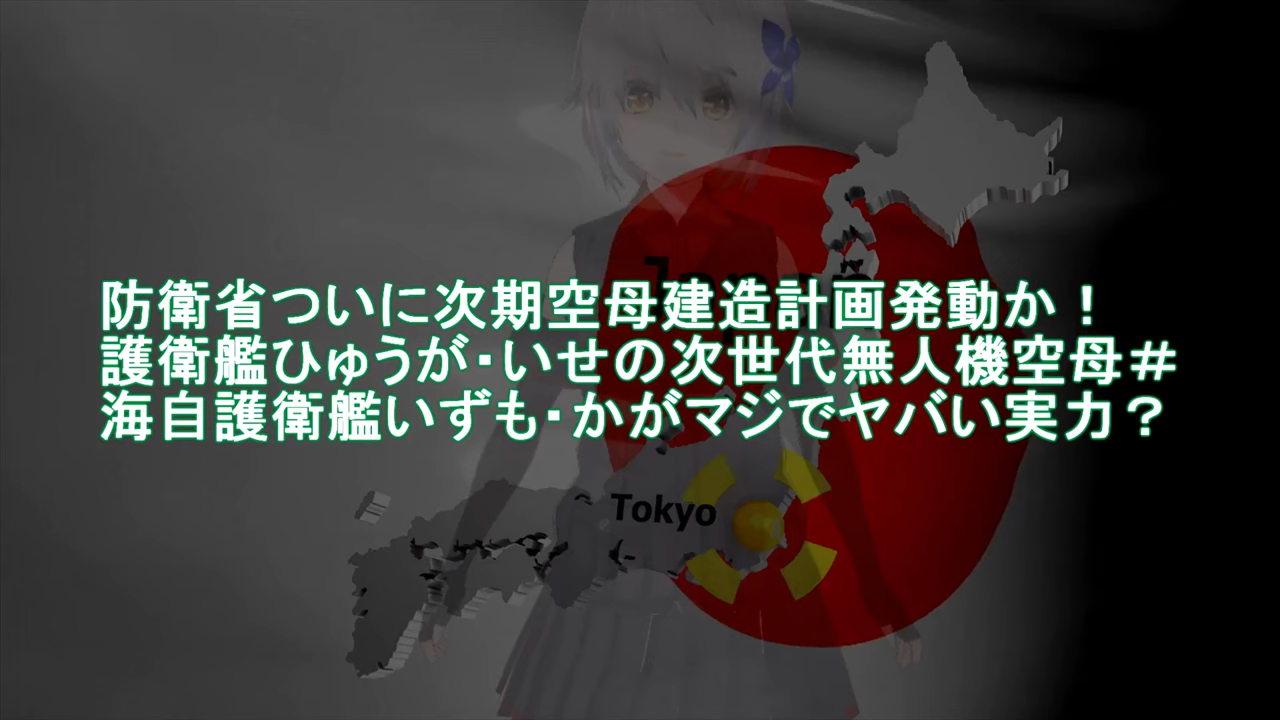 防衛省ついに次期空母建造計画発動か！
護衛艦ひゅうが・いせの次世代無人機空母＃
海自護衛艦いずも・かがマジでヤバい実力？
Japan
Tokyo